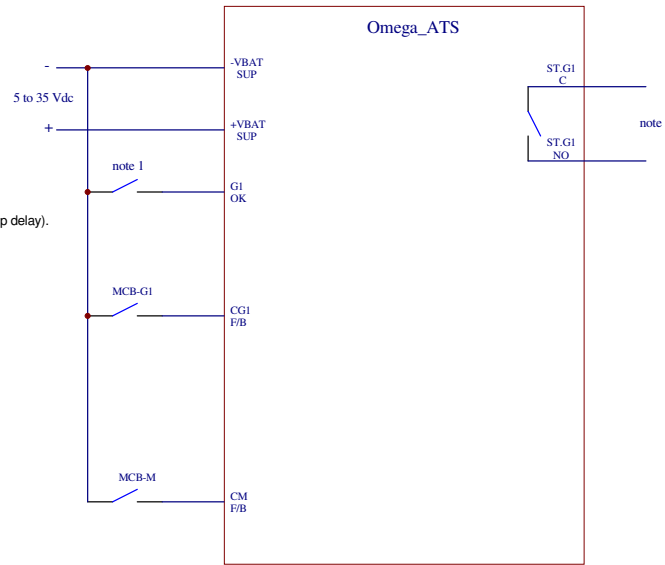 Omega_ATS
-
-VBAT
SUP
5 to 35 Vdc
+
+VBAT
SUP
ST.G1
C
note
ST.G1
NO
note 1
G1
OK
p delay).
MCB-G1
CG1
F/B
MCB-M
CM
F/B